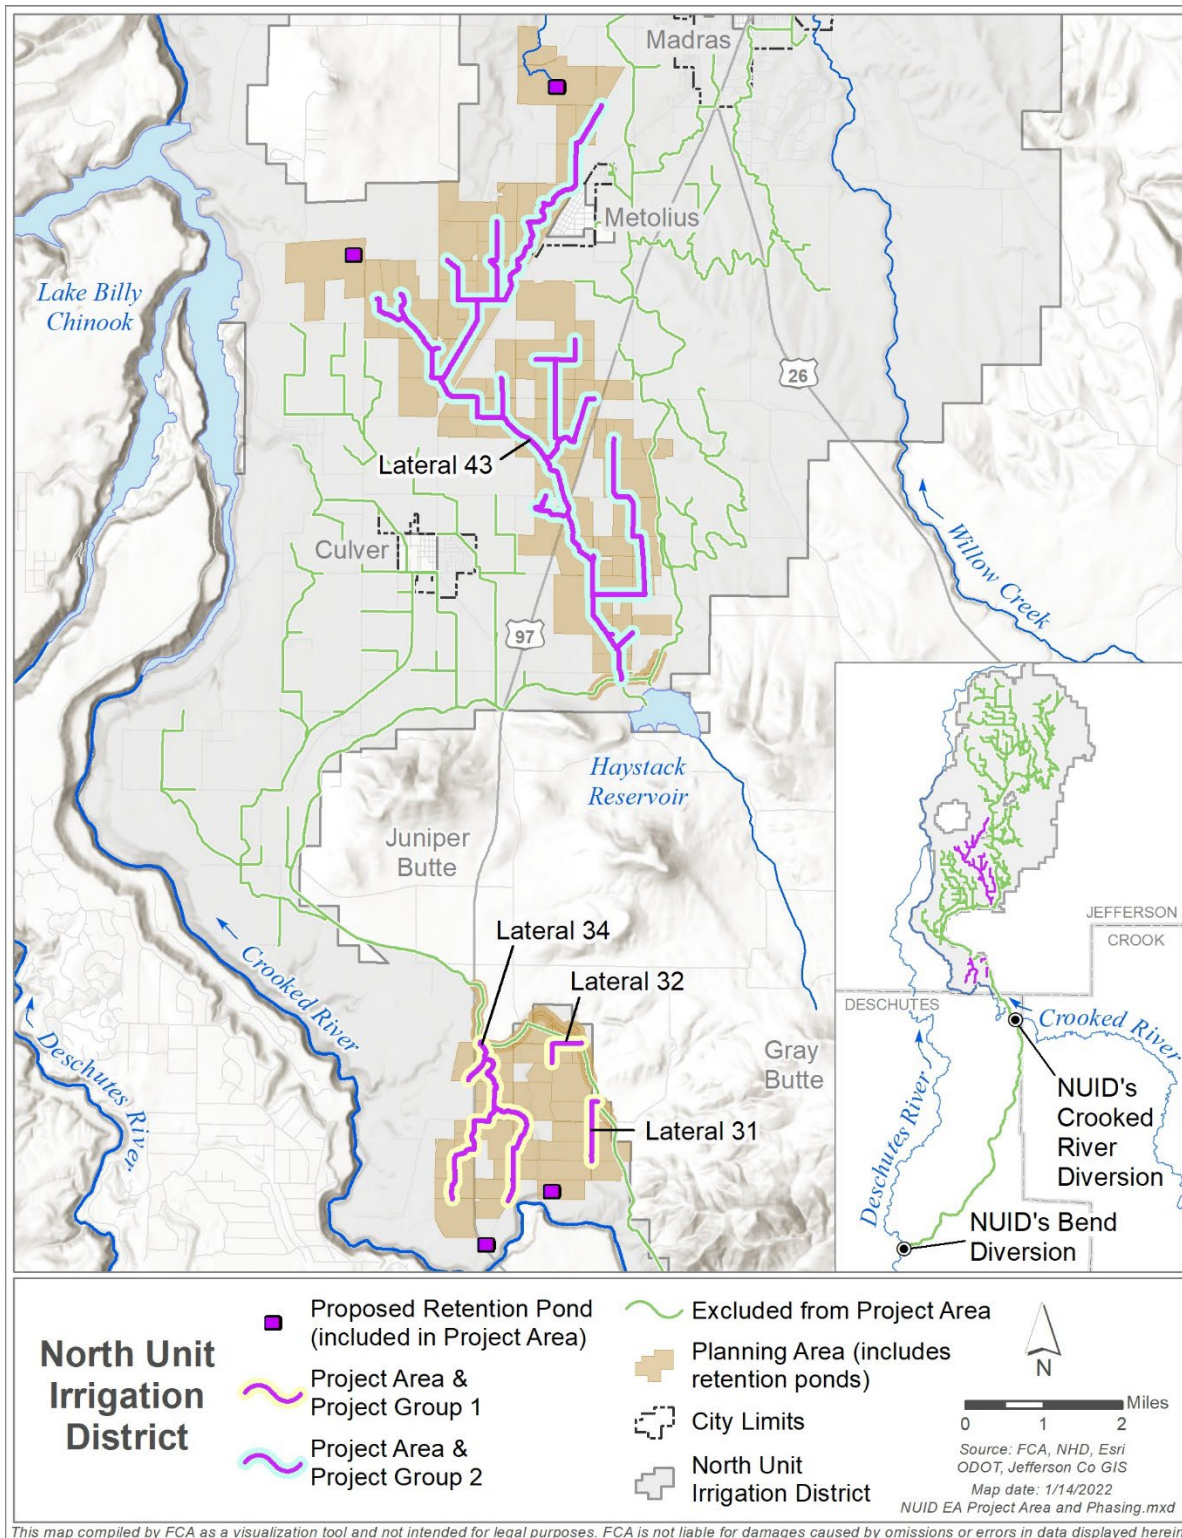 Madras
Metolius
Lake Billy
Chinook
26
Lateral 43
Culver
Willow Creek
97
Haystack
Reservoir
Juniper
Butte
JEFFERSON
CROOK
Lateral 34
Lateral 32
DESCHUTES
Crooked River
Crooked River
Deschutes River
Gray
Butte
Deschutes River
NUID's
Crooked
River
Diversion
Lateral 31
NUID's Bend
Diversion
North Unit
Irrigation
District
Proposed Retention Pond
(included in Project Area)
Project Area &
Project Group 1
Project Area &
Project Group 2
Excluded from Project Area
Planning Area (includes
retention ponds)
City Limits
North Unit
Irrigation District
N
Miles
0 1 2
Source: FCA, NHD, Esri
ODOT, Jefferson Co GIS
Map date: 1/14/2022
NUID EA Project Area and Phasing.mxd
This map compiled by FCA as a visualization tool and not intended for legal purposes. FCA is not liable for damages caused by omissions or errors in data displayed herein